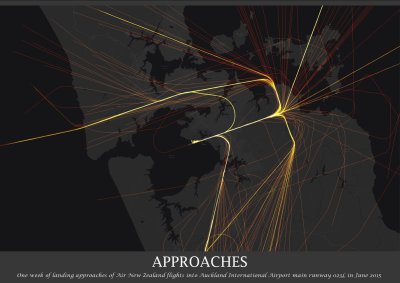 APPROACHES
One week of landing approaches of Air New Zealand flights into Auckland International Airport main runway 023L in June 2015